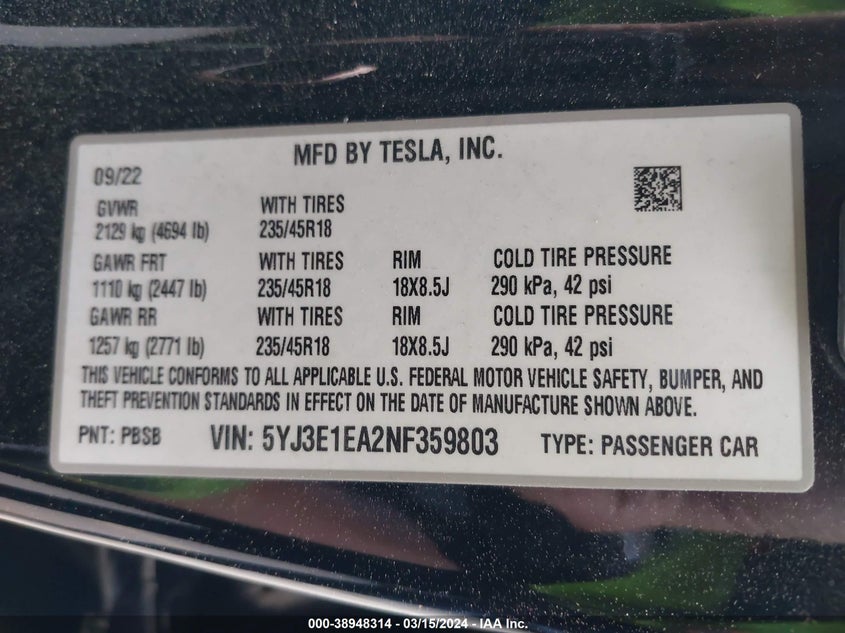 MFD BY TESLA, INC.
09/22
GVWR WITH TIRES
2129 kg (4694 lb) 235/45R18
GAWR FRT WITH TIRES RIM COLD TIRE PRESSURE
1110 kg (2447 lb) 235/45R18 18X8.5J 290 kPa, 42 psi
GAWR RR WITH TIRES RIM COLD TIRE PRESSURE
1257 kg (2771 lb) 235/45R18 18X8.5J 290 kPa, 42 psi
THIS VEHICLE CONFORMS TO ALL APPLICABLE U.S. FEDERAL MOTOR VEHICLE SAFETY, BUMPER, AND
THEFT PREVENTION STANDARDS IN EFFECT ON THE DATE OF MANUFACTURE SHOWN ABOVE.
PNT: PBSB VIN: 5YJ3E1EA2NF359803 TYPE: PASSENGER CAR
000-38948314 - 03/15/2024 - IAA Inc.